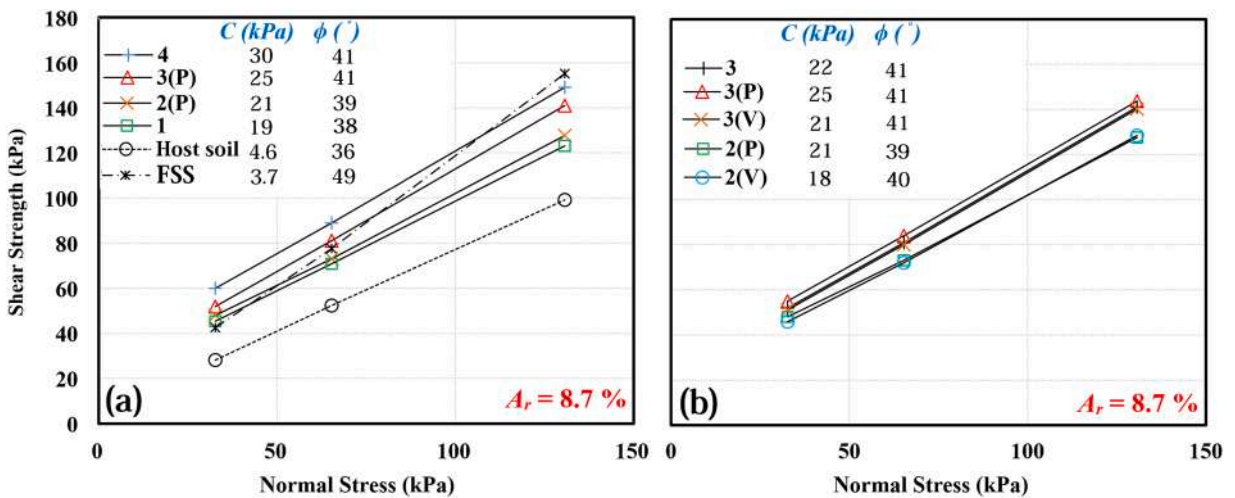 180
160
140
120
100
80
60
40
20
0
Shear Strength (kPa)
C (kPa) ϕ (˚)
4 30 41
3(P) 25 41
2(P) 21 39
1 19 38
Host soil 4.6 36
FSS 3.7 49
(a)
Ar = 8.7 %
0 50 100 150
Normal Stress (kPa)
C (kPa) ϕ (˚)
3 22 41
3(P) 25 41
3(V) 21 41
2(P) 21 39
2(V) 18 40
(b)
Ar = 8.7 %
0 50 100 150
Normal Stress (kPa)